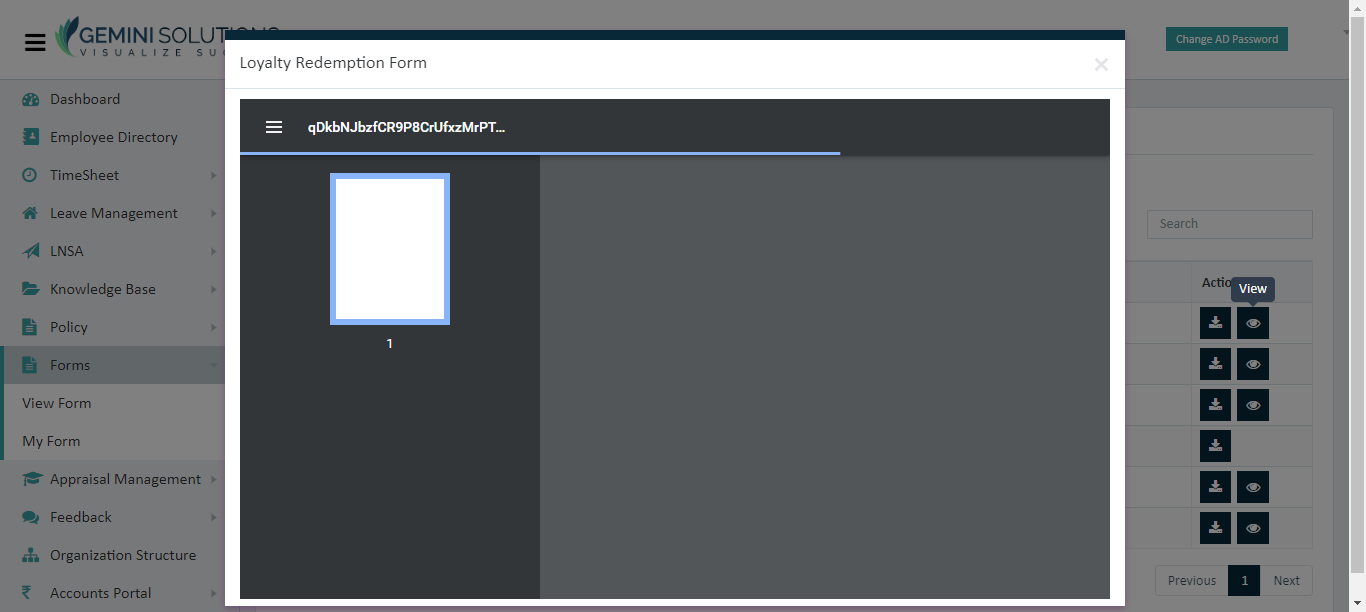 GEMINI SOLUTIONS
VISUALIZE SUC
Change AD Password
Loyalty Redemption Form
×
qDkbNJbzfCR9P8CrUfxzMrPT...
1
Dashboard
Employee Directory
TimeSheet
Leave Management
LNSA
Knowledge Base
Policy
Forms
View Form
My Form
Appraisal Management
Feedback
Organization Structure
₹ Accounts Portal
Search
Actio
View
Previous 1 Next